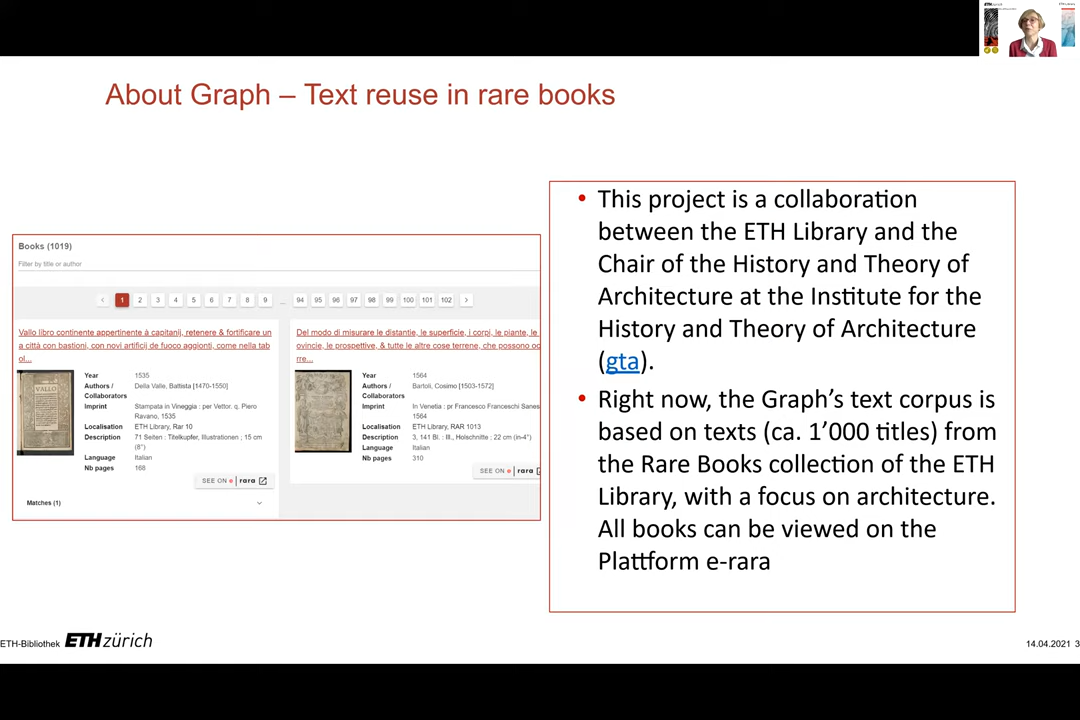 About Graph – Text reuse in rare books
Books (1019)
Filter by title or author
1 2 3 4 5 6 7 8 9 ... 94 95 96 97 98 99 100 101 102
Vallo libro continente appertinente à capitanij, retenere & fortificare un
a città con bastioni, con novi artificij de fuoco aggionti, come nella tab
ol...
VALLO
Year 1535
Authors / Della Valle, Battista [1470-1550]
Collaborators
Imprint Stampata in Vineggia : per Vettor. q. Piero
Ravano, 1535
Localisation ETH Library, Rar 10
Description 71 Seiten : Titelkupfer, Illustrationen ; 15 cm
(8°)
Language Italian
Nb pages 168
SEE ON e | rara
Matches (1)
Del modo di misurare le distantie, le superficie, i corpi, le piante, le
ovincie, le prospettive, & tutte le altre cose terrene, che possono oc
rre...
Year 1564
Authors / Bartoli, Cosimo [1503-1572]
Collaborators
Imprint In Venetia : pr Francesco Franceschi Sanes
1564
Localisation ETH Library, RAR 1013
Description 3, 141 Bl. : Ill., Holschnitte ; 22 cm (in-4°)
Language Italian
Nb pages 310
SEE ON e | rara
• This project is a collaboration
between the ETH Library and the
Chair of the History and Theory of
Architecture at the Institute for the
History and Theory of Architecture
(gta).
• Right now, the Graph’s text corpus is
based on texts (ca. 1’000 titles) from
the Rare Books collection of the ETH
Library, with a focus on architecture.
All books can be viewed on the
Plattform e-rara
ETH-Bibliothek ETH zürich
14.04.2021 3